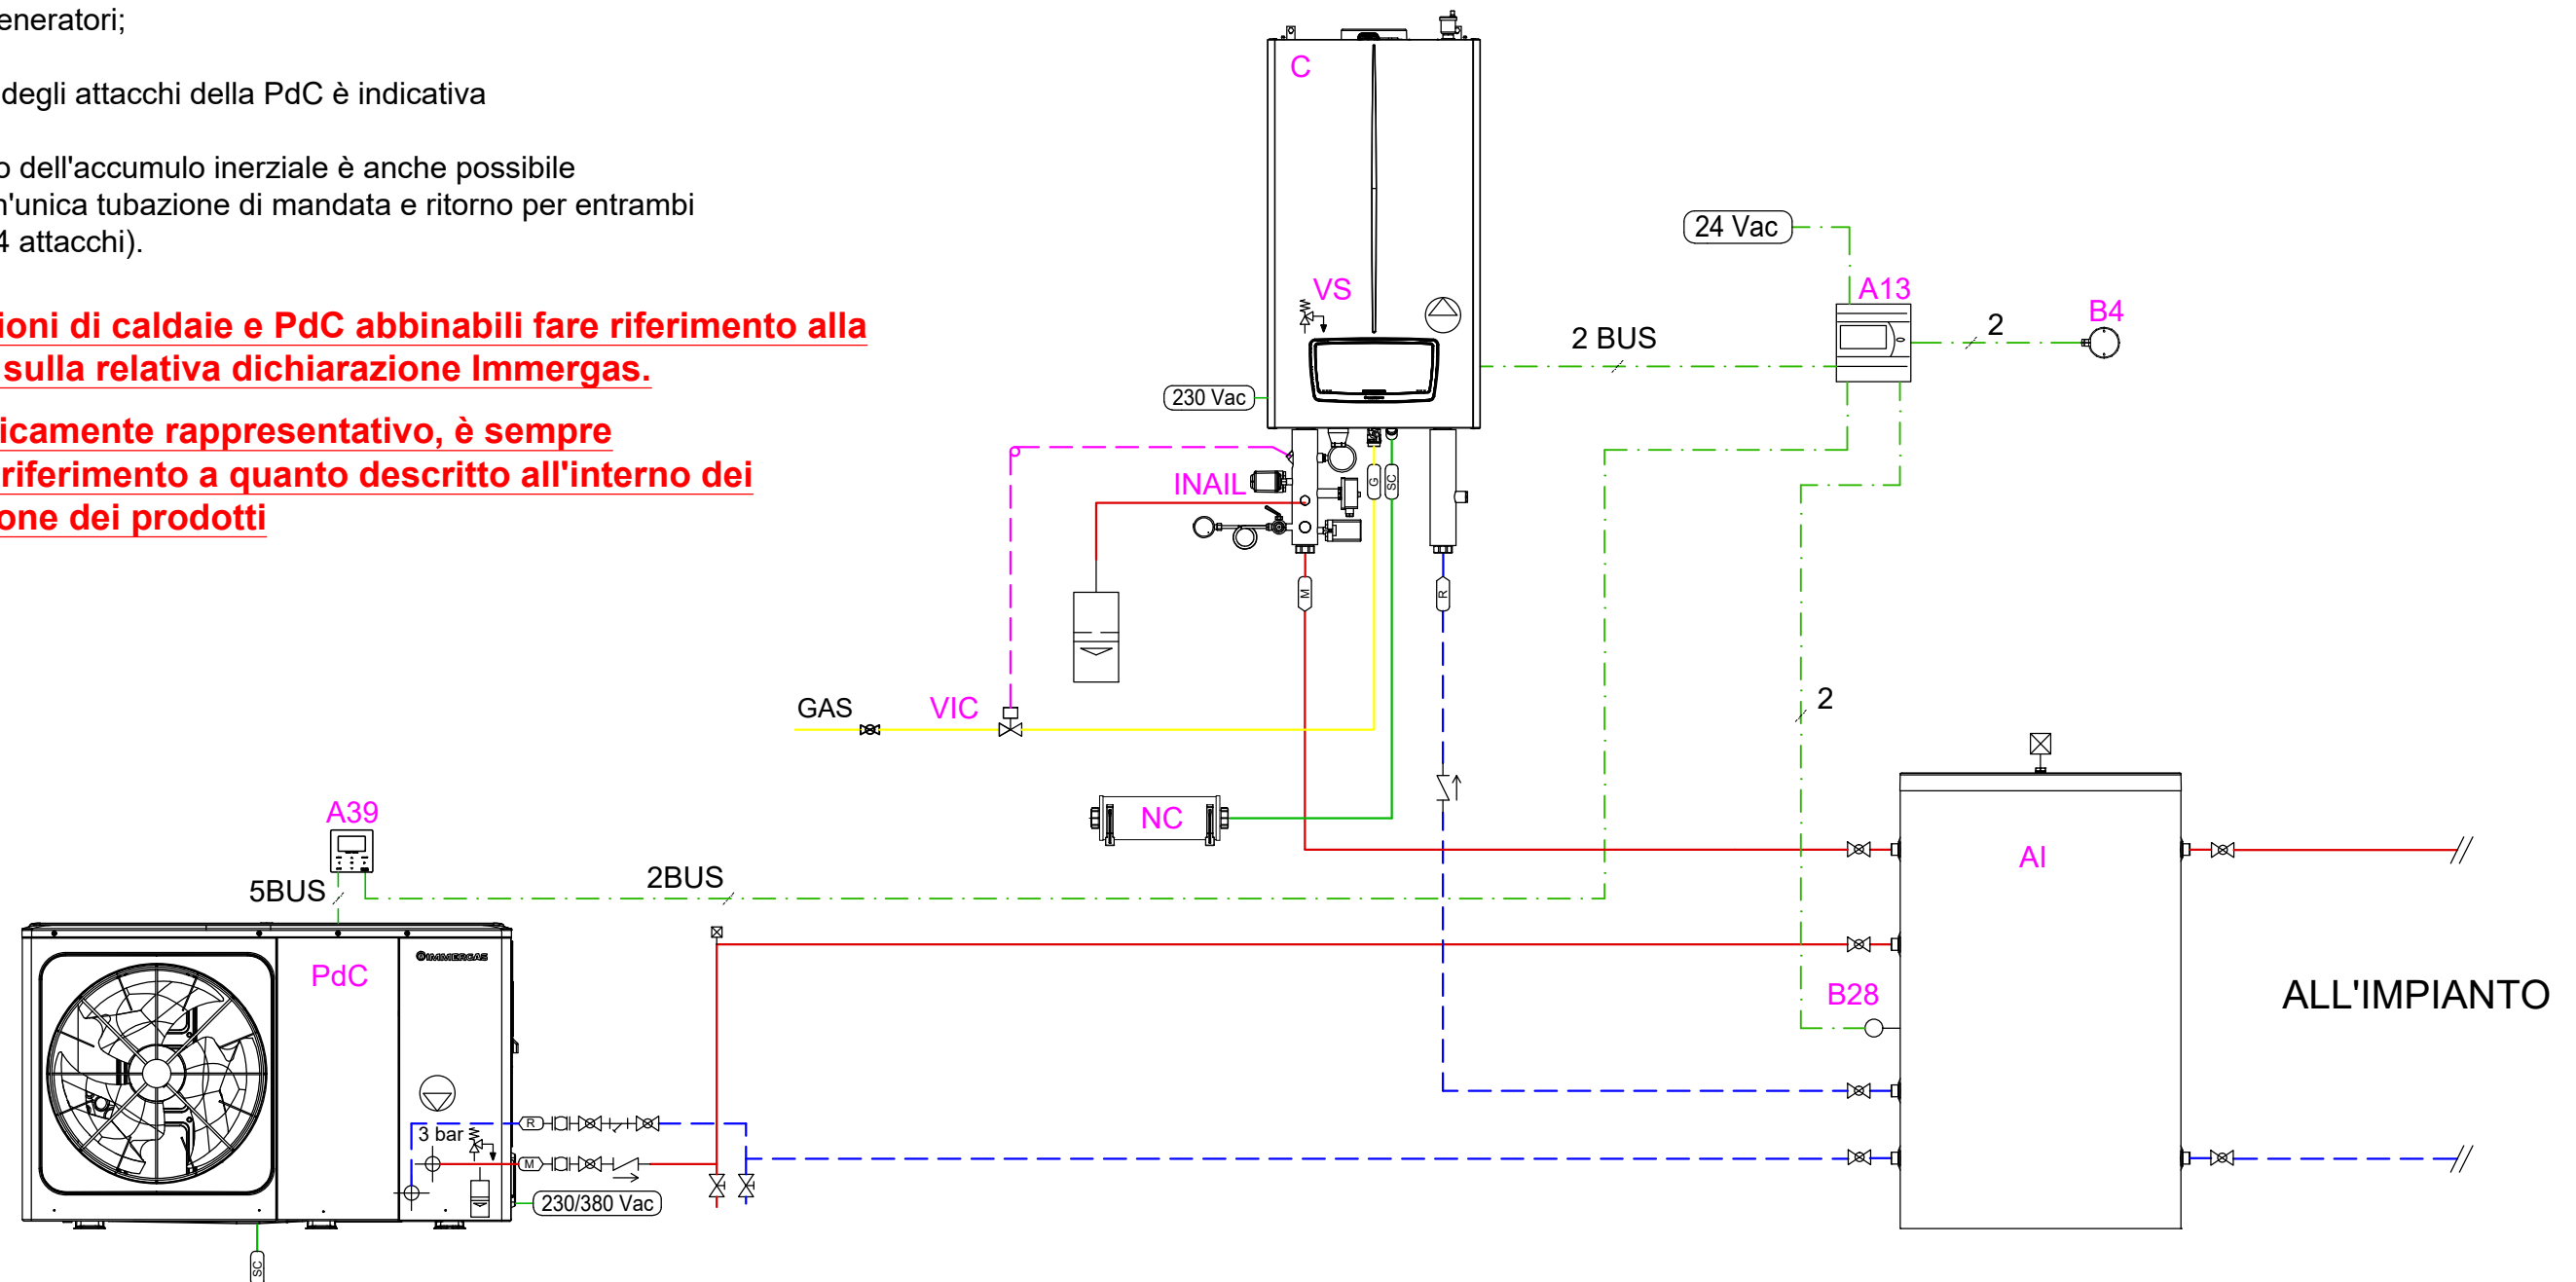 eneratori;
degli attacchi della PdC è indicativa
o dell'accumulo inerziale è anche possibile
n'unica tubazione di mandata e ritorno per entrambi
4 attacchi).
ioni di caldaie e PdC abbinabili fare riferimento alla
sulla relativa dichiarazione Immergas.
icamente rappresentativo, è sempre
riferimento a quanto descritto all'interno dei
one dei prodotti
C
VS
24 Vac
A13
B4
2 BUS
2
230 Vac
INAIL
G
SC
M
R
GAS
VIC
2
NC
A39
5BUS
2BUS
AI
IMMERGAS
PdC
B28
ALL'IMPIANTO
R
3 bar
M
230/380 Vac
SC